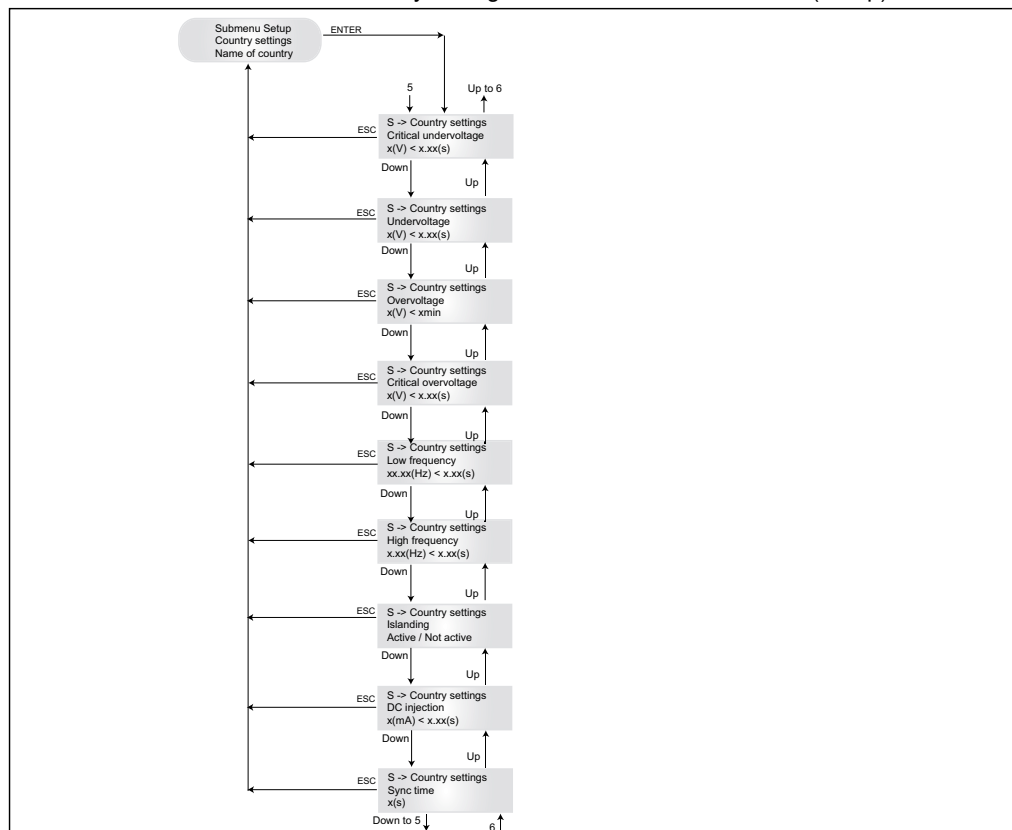 Submenu Setup
Country settings
Name of country
ENTER
5
Up to 6
ESC
S -> Country settings
Critical undervoltage
x(V) < x.xx(s)
Down
Up
ESC
S -> Country settings
Undervoltage
x(V) < x.xx(s)
Down
Up
ESC
S -> Country settings
Overvoltage
x(V) < xmin
Down
Up
ESC
S -> Country settings
Critical overvoltage
x(V) < x.xx(s)
Down
Up
ESC
S -> Country settings
Low frequency
xx.xx(Hz) < x.xx(s)
Down
Up
ESC
S -> Country settings
High frequency
x.xx(Hz) < x.xx(s)
Down
Up
ESC
S -> Country settings
Islanding
Active / Not active
Down
Up
ESC
S -> Country settings
DC injection
x(mA) < x.xx(s)
Down
Up
ESC
S -> Country settings
Sync time
x(s)
Down to 5
6